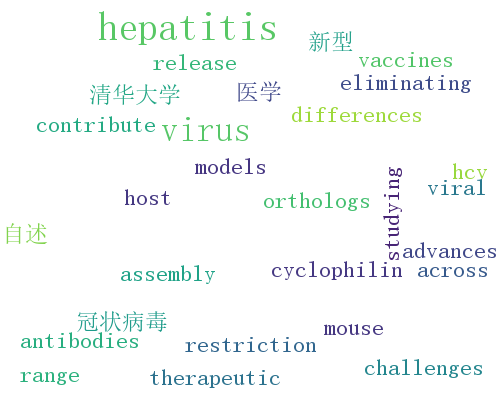 hepatitis
新型
release
vaccines
清华大学
医学
eliminating
contribute
virus
differences
models
hcv
host
orthologs
studying
viral
自述
advances
assembly
cyclophilin
across
冠状病毒
mouse
antibodies
restriction
range
therapeutic
challenges